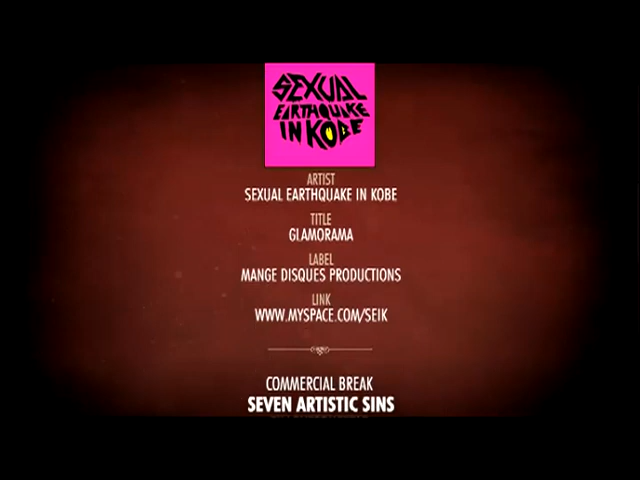 SEXUAL
EARTHQUAKE
IN KOBE
ARTIST
SEXUAL EARTHQUAKE IN KOBE
TITLE
GLAMORAMA
LABEL
MANGE DISQUES PRODUCTIONS
LINK
WWW.MYSPACE.COM/SEIK
COMMERCIAL BREAK
SEVEN ARTISTIC SINS